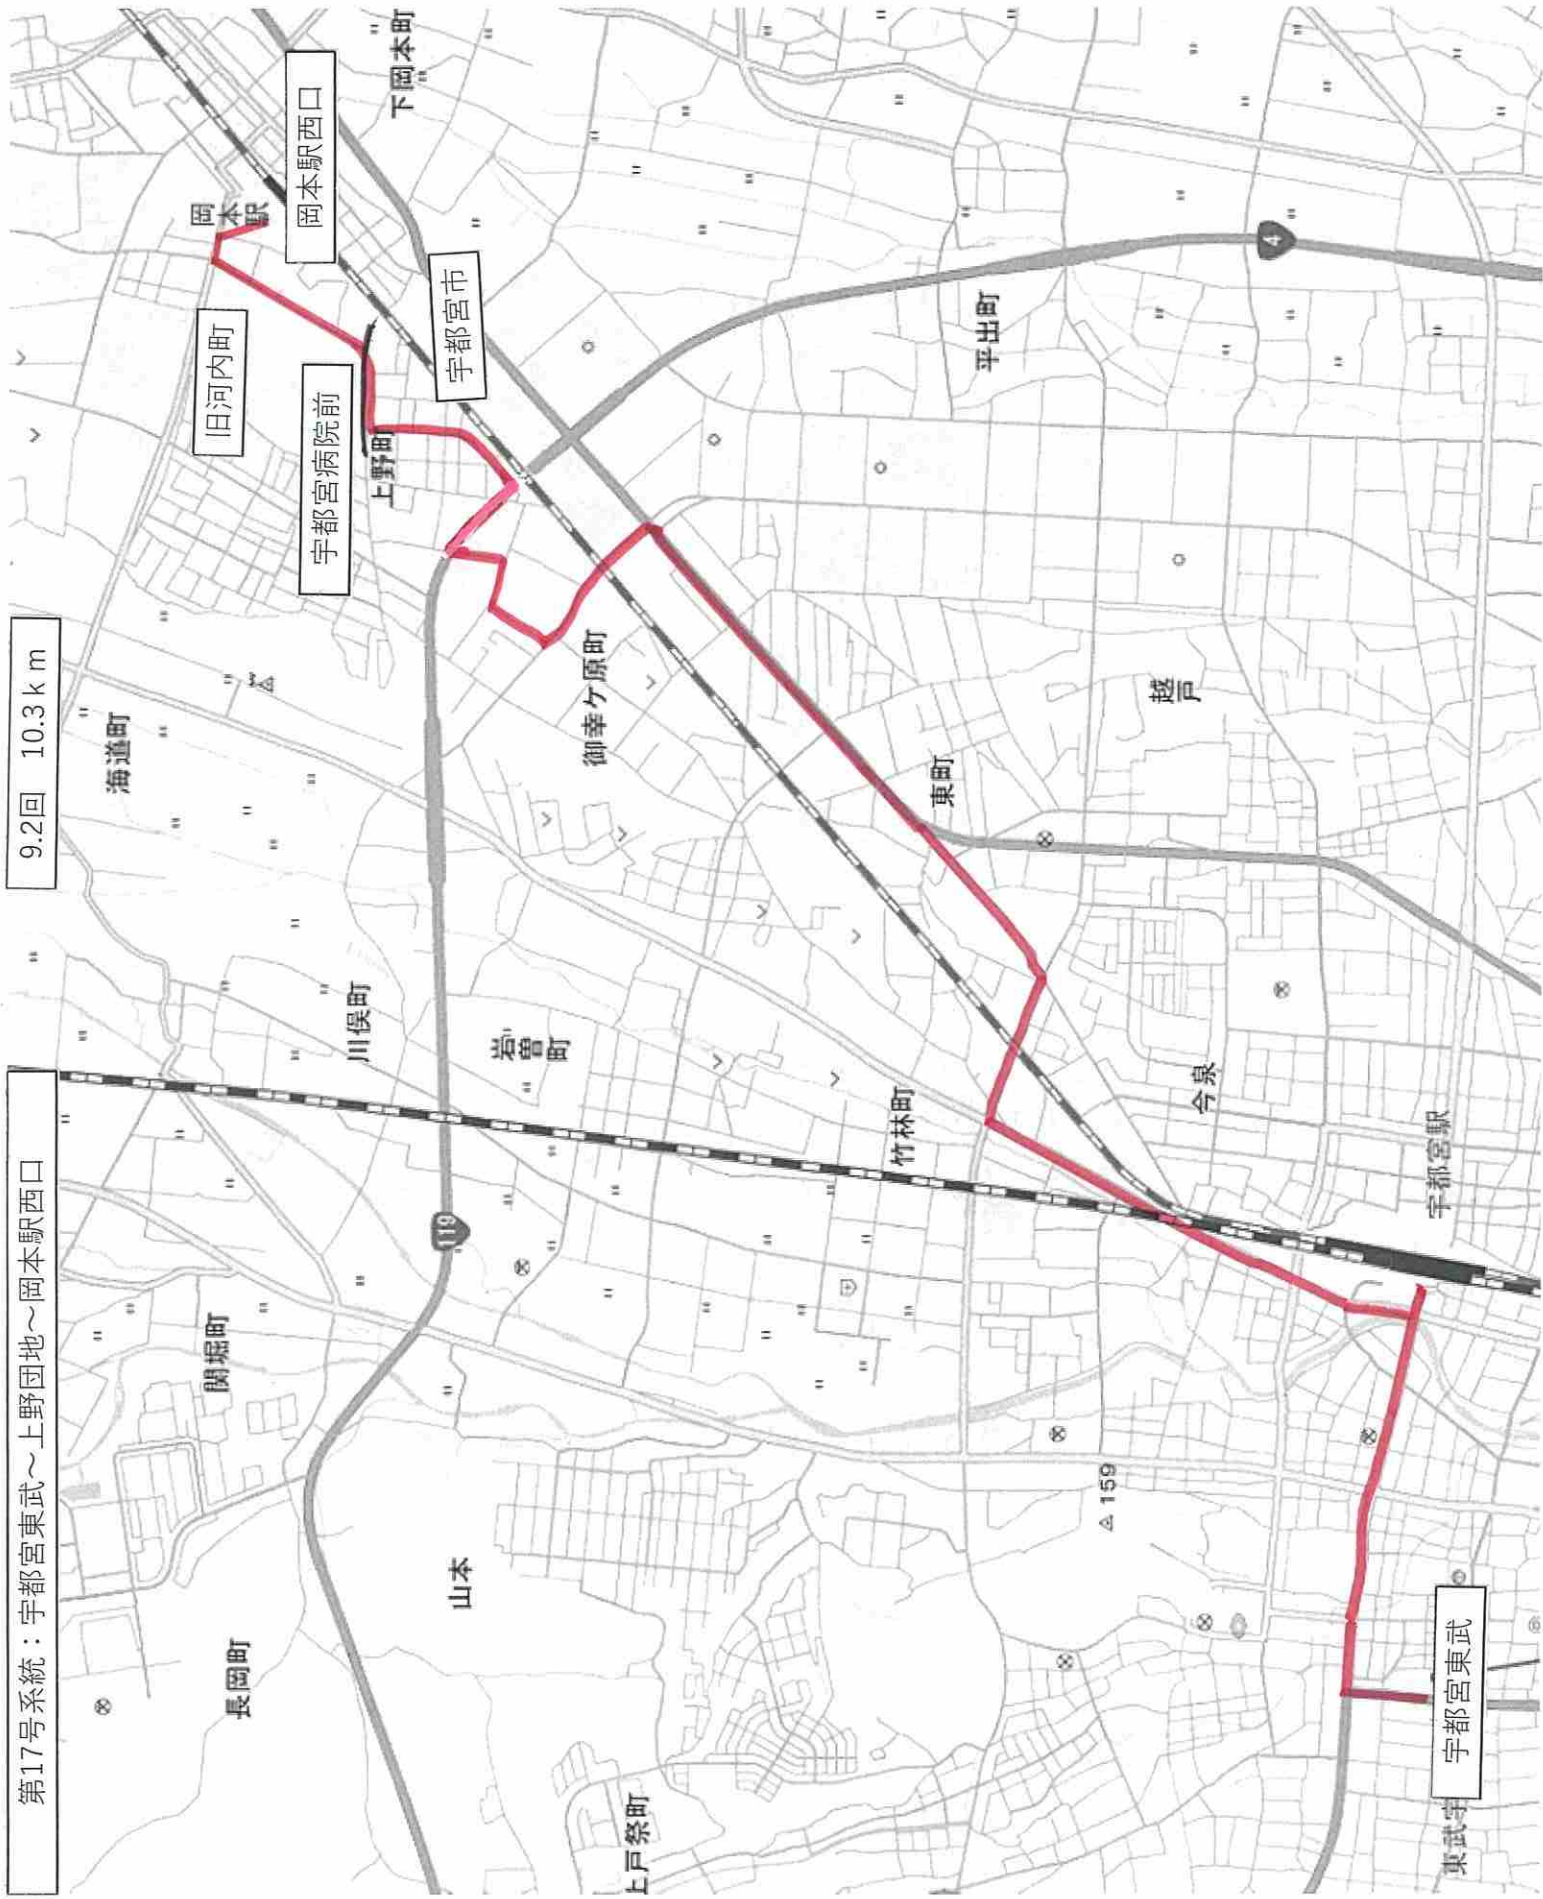 第17号系統：宇都宮東武～上野団地～岡本駅西口
9.2回　10.3ｋｍ
岡本駅
岡本駅西口
下岡本町
旧河内町
宇都宮市
宇都宮病院前
上野町
海道町
御幸ケ原町
平出町
4
川俣町
岩曽町
東町
越戸
関堀町
119
竹林町
今泉
宇都宮駅
長岡町
山本
159
上戸祭町
宇都宮東武
東武宇